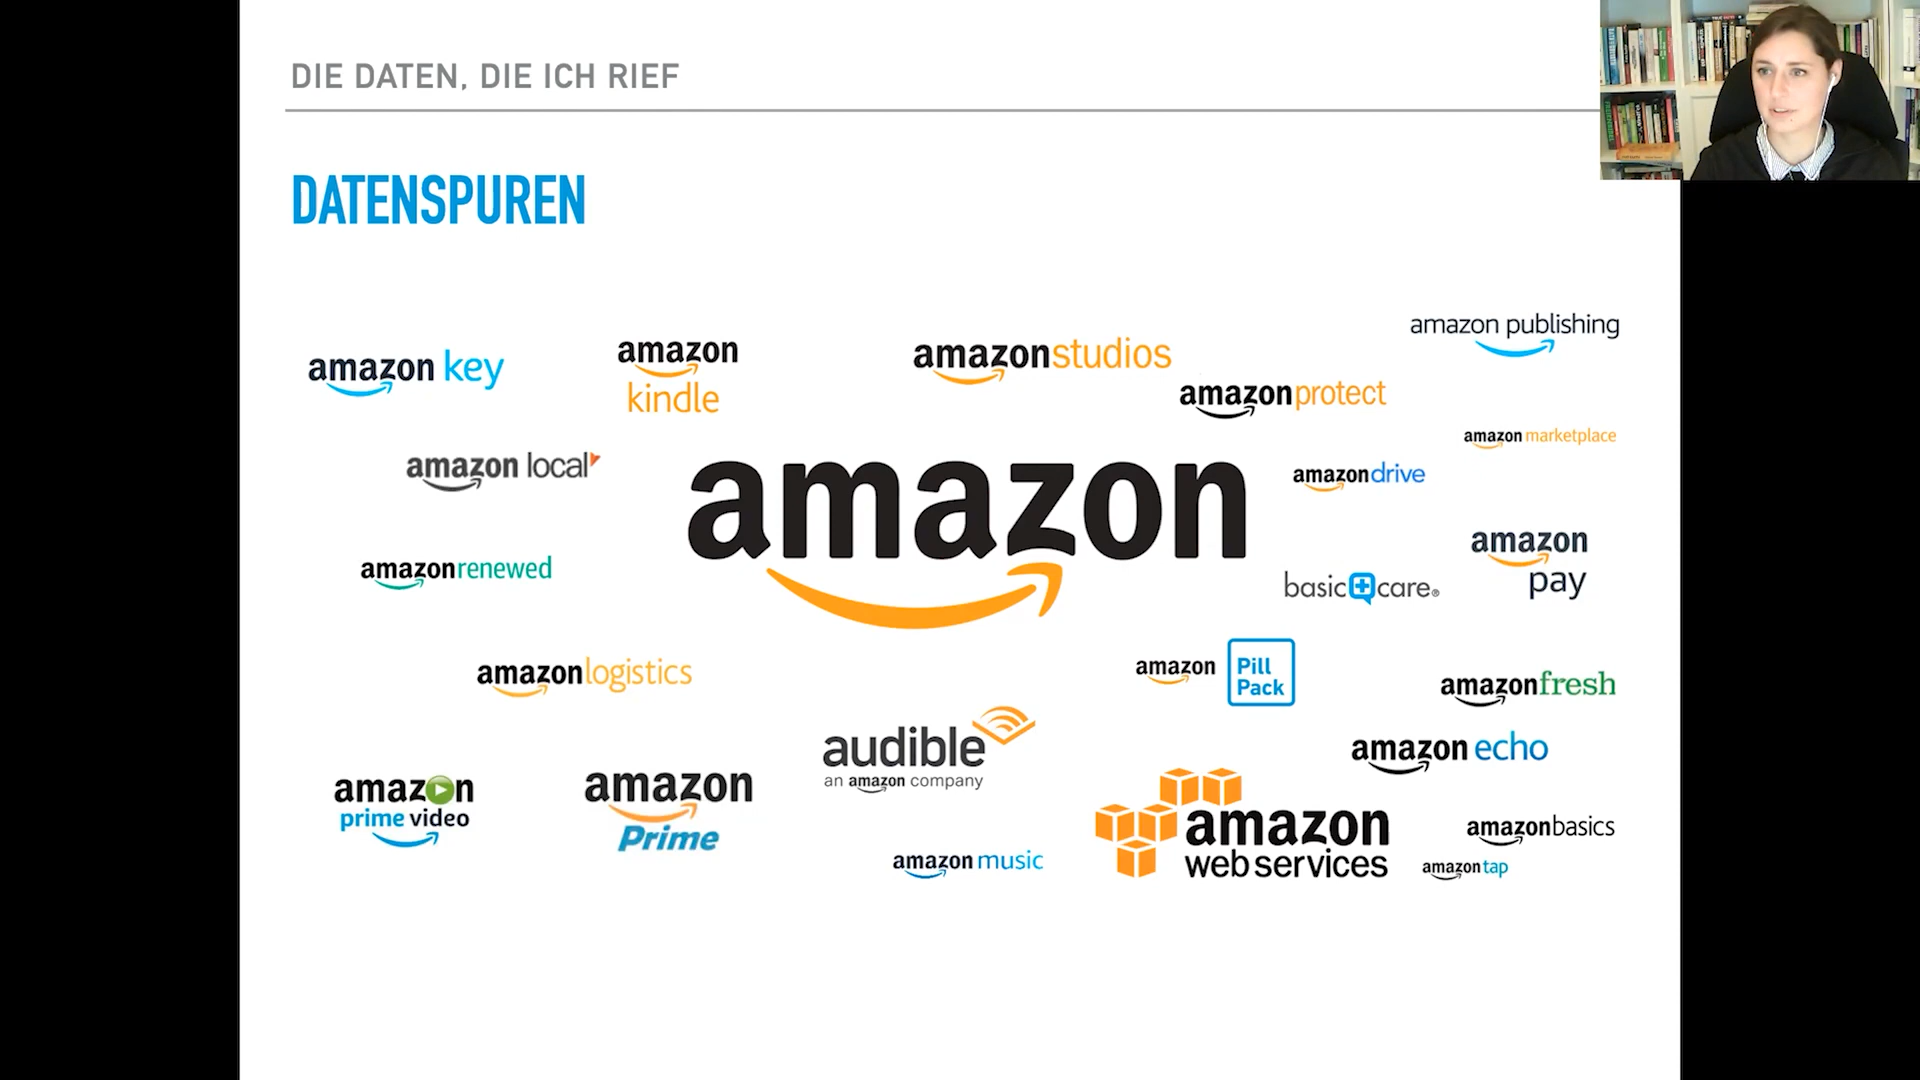 DIE DATEN, DIE ICH RIEF
DATENSPUREN
amazon publishing
amazon key
amazon
kindle
amazonstudios
amazonprotect
amazon marketplace
amazon local
amazondrive
amazon
amazon
pay
amazonrenewed
basic care®
amazonlogistics
amazon
Pill
Pack
amazonfresh
audible
an amazon company
amazon echo
amazon
prime video
amazon
Prime
amazon
web services
amazonbasics
amazon music
amazon tap